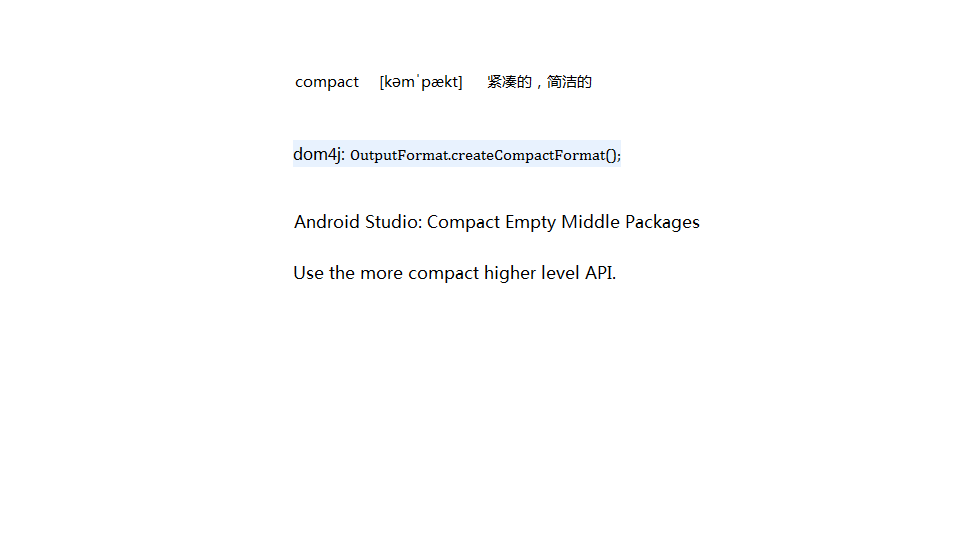 compact [kəmˈpækt] 紧凑的，简洁的
dom4j: OutputFormat.createCompactFormat();
Android Studio: Compact Empty Middle Packages
Use the more compact higher level API.